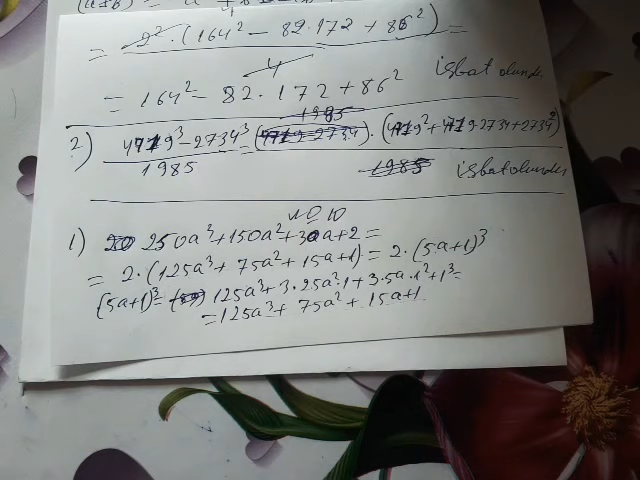 = 2² · (164² − 82·172 + 86²) / 4 =
= 164² − 82 · 172 + 86² isbat olundu
2) 4719³ − 2734³ / 1985 = (4719 − 2734) · (4719² + 4719·2734 + 2734²) / 1985 isbat olundu
№ 10
1) 250a³ + 150a² + 30a + 2 =
= 2 · (125a³ + 75a² + 15a + 1) = 2 · (5a+1)³
(5a+1)³ = 125a³ + 3·25a²·1 + 3·5a·1² + 1³ =
= 125a³ + 75a² + 15a + 1